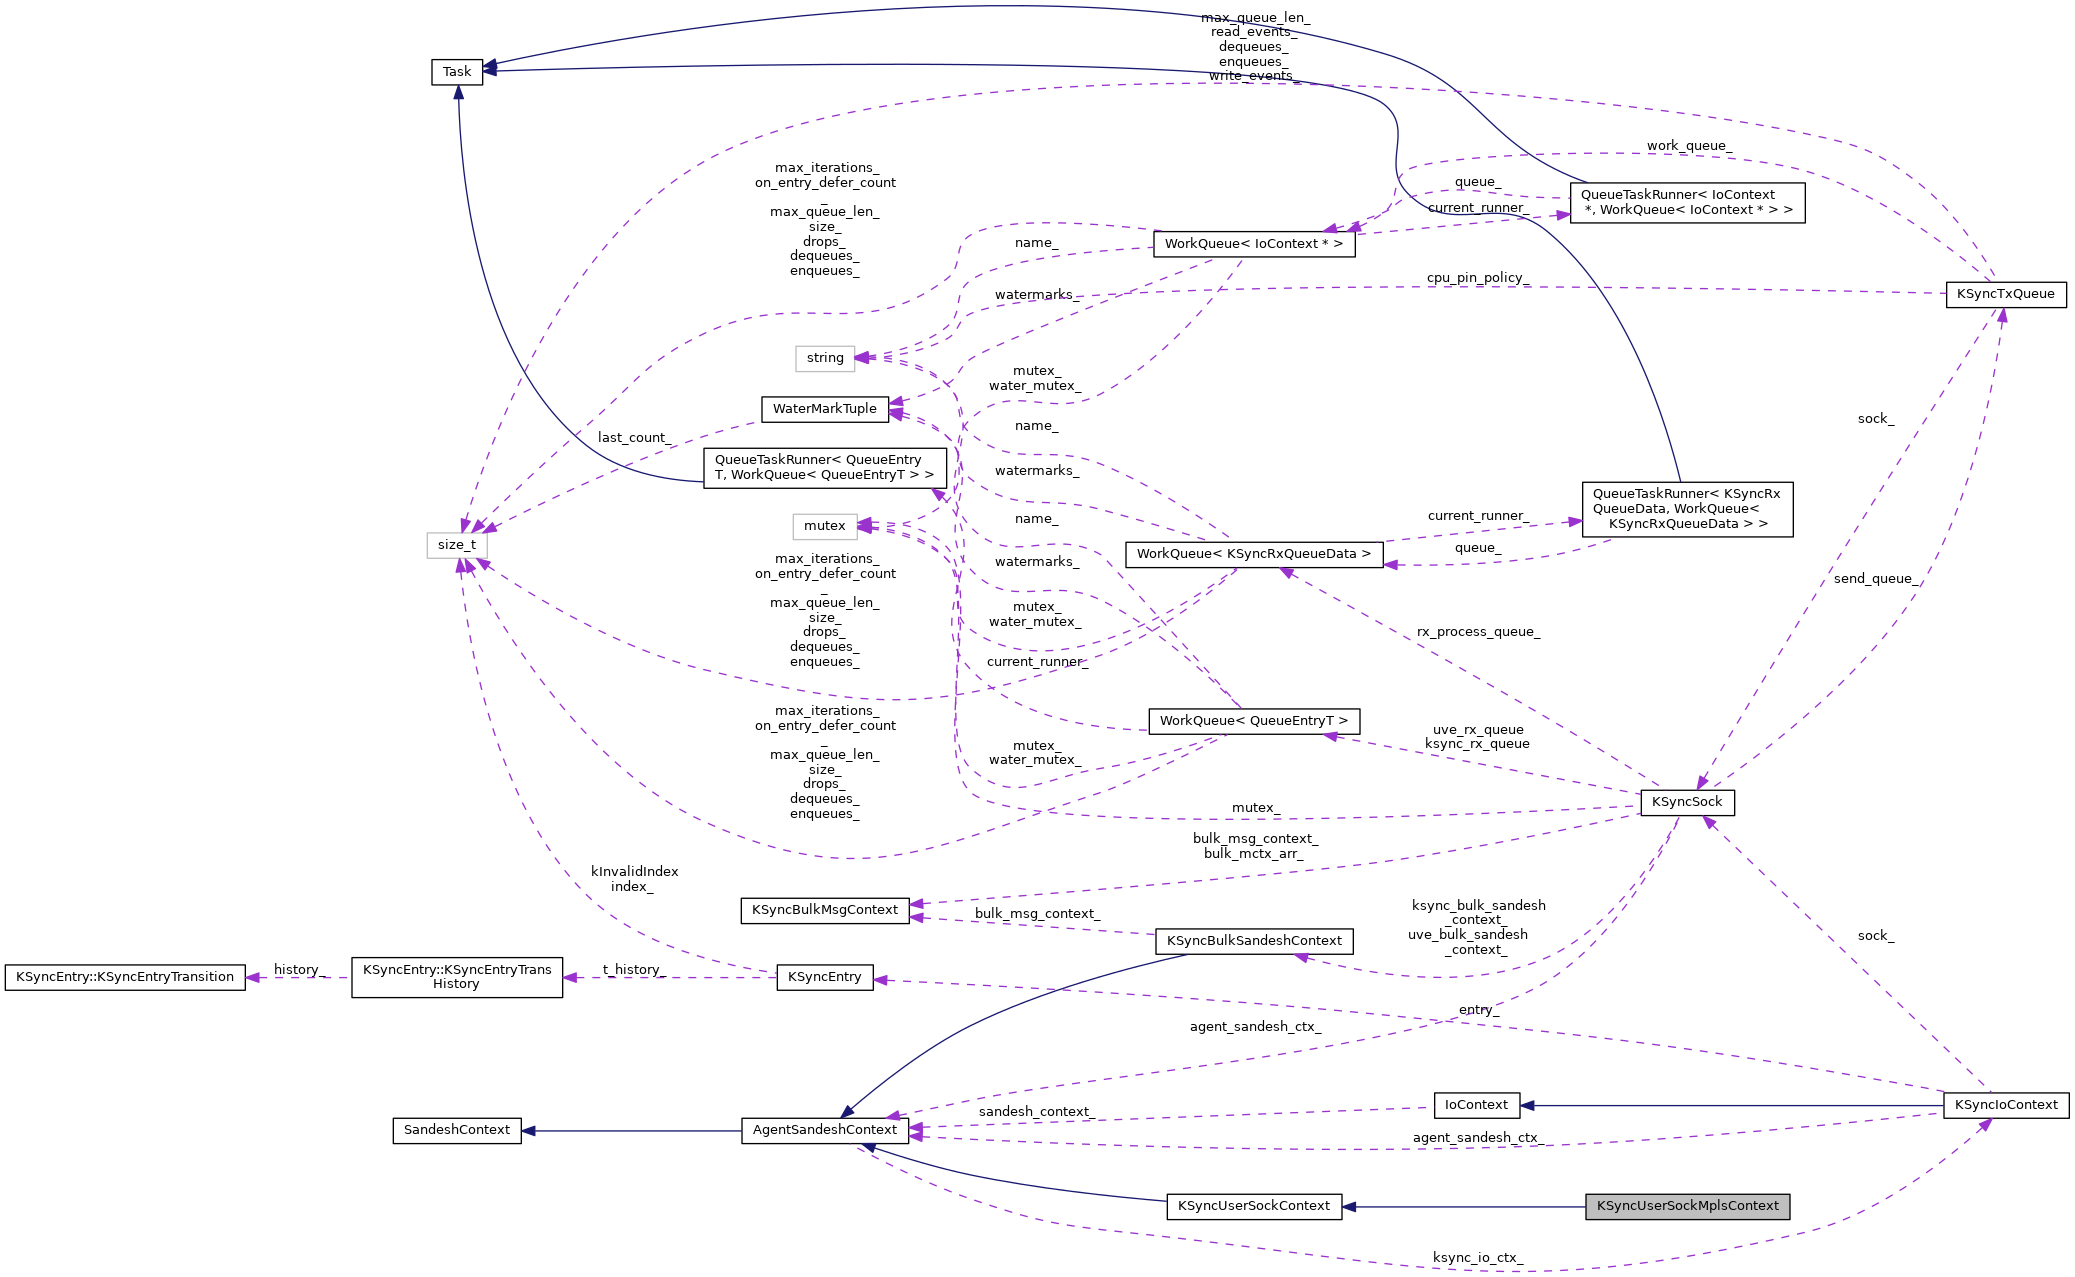 max_queue_len_
read_events_
dequeues_
enqueues_
write_events_
Task
work_queue_
max_iterations_
on_entry_defer_count
_
max_queue_len_
size_
drops_
dequeues_
enqueues_
queue_
QueueTaskRunner< IoContext
*, WorkQueue< IoContext * > >
current_runner_
name_
WorkQueue< IoContext * >
cpu_pin_policy_
watermarks_
KSyncTxQueue
string
mutex_
water_mutex_
WaterMarkTuple
name_
sock_
last_count_
QueueTaskRunner< QueueEntry
T, WorkQueue< QueueEntryT > >
watermarks_
QueueTaskRunner< KSyncRx
QueueData, WorkQueue<
KSyncRxQueueData > >
mutex
name_
current_runner_
size_t
queue_
WorkQueue< KSyncRxQueueData >
max_iterations_
on_entry_defer_count
_
max_queue_len_
size_
drops_
dequeues_
enqueues_
watermarks_
send_queue_
mutex_
water_mutex_
rx_process_queue_
current_runner_
max_iterations_
on_entry_defer_count
_
max_queue_len_
size_
drops_
dequeues_
enqueues_
WorkQueue< QueueEntryT >
uve_rx_queue
ksync_rx_queue
mutex_
water_mutex_
KSyncSock
mutex_
bulk_msg_context_
bulk_mctx_arr_
kInvalidIndex
index_
KSyncBulkMsgContext
bulk_msg_context_
ksync_bulk_sandesh
_context_
uve_bulk_sandesh
_context_
KSyncBulkSandeshContext
sock_
KSyncEntry::KSyncEntryTransition
history_
KSyncEntry::KSyncEntryTrans
History
t_history_
KSyncEntry
entry_
agent_sandesh_ctx_
IoContext
KSyncIoContext
sandesh_context_
SandeshContext
AgentSandeshContext
agent_sandesh_ctx_
KSyncUserSockContext
KSyncUserSockMplsContext
ksync_io_ctx_